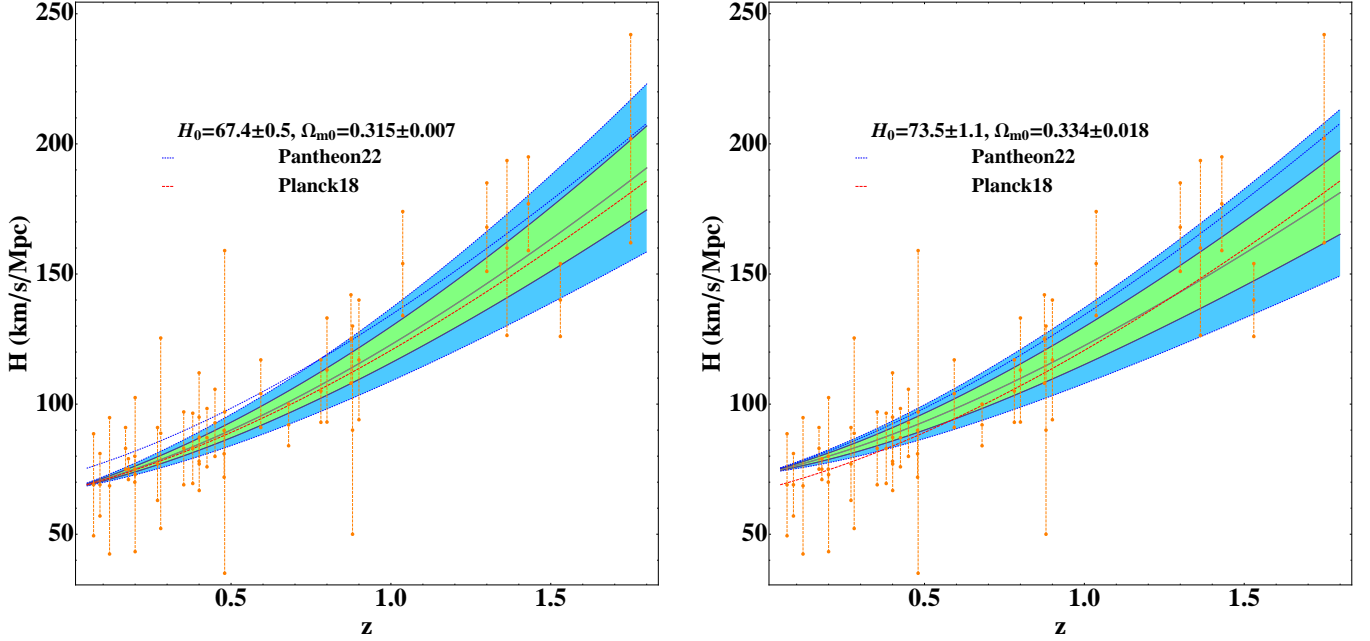 250
200
150
100
50
H (km/s/Mpc)
H₀=67.4±0.5, Ωₘ₀=0.315±0.007
Pantheon22
Planck18
0.5 1.0 1.5
z
250
200
150
100
50
H (km/s/Mpc)
H₀=73.5±1.1, Ωₘ₀=0.334±0.018
Pantheon22
Planck18
0.5 1.0 1.5
z